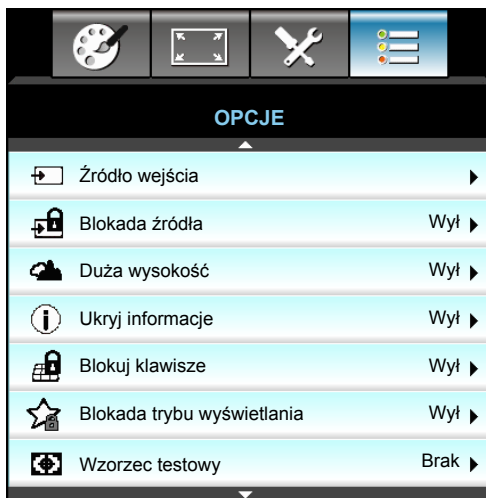 OPCJE
Źródło wejścia
Blokada źródła Wył
Duża wysokość Wył
Ukryj informacje Wył
Blokuj klawisze Wył
Blokada trybu wyświetlania Wył
Wzorzec testowy Brak